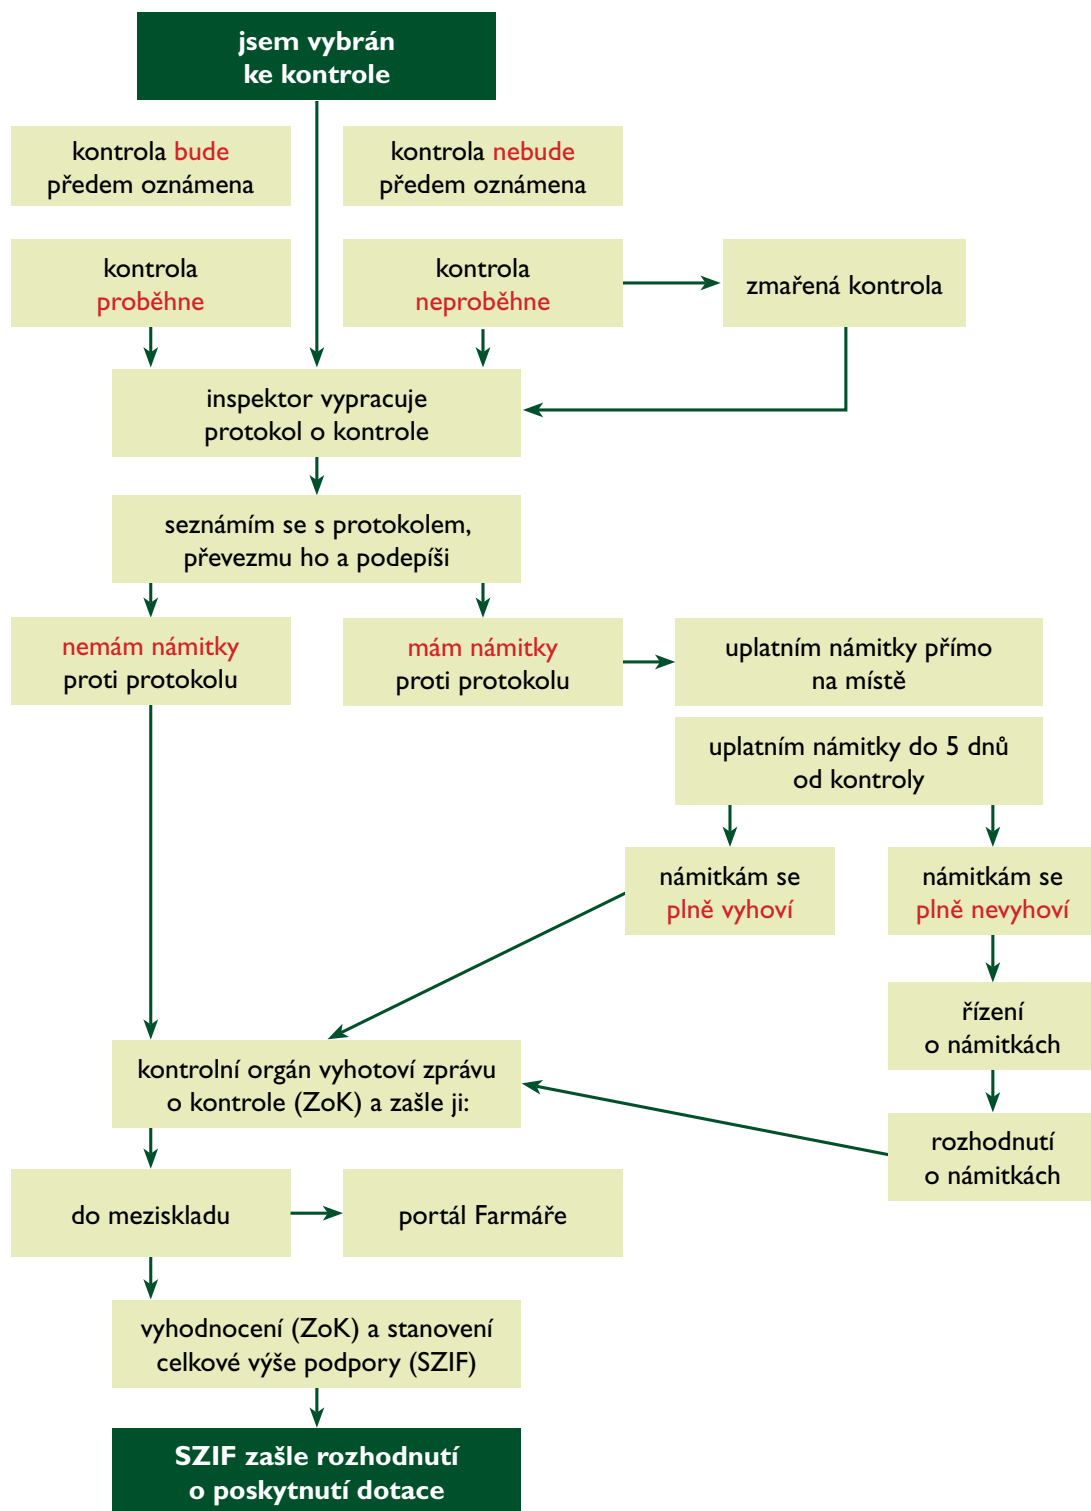 jsem vybrán
ke kontrole
kontrola bude
předem oznámena
kontrola nebude
předem oznámena
kontrola
proběhne
kontrola
neproběhne
zmařená kontrola
inspektor vypracuje
protokol o kontrole
seznámím se s protokolem,
převezmu ho a podepíši
nemám námitky
proti protokolu
mám námitky
proti protokolu
uplatním námitky přímo
na místě
uplatním námitky do 5 dnů
od kontroly
námitkám se
plně vyhoví
námitkám se
plně nevyhoví
řízení
o námitkách
kontrolní orgán vyhotoví zprávu
o kontrole (ZoK) a zašle ji:
rozhodnutí
o námitkách
do meziskladu
portál Farmáře
vyhodnocení (ZoK) a stanovení
celkové výše podpory (SZIF)
SZIF zašle rozhodnutí
o poskytnutí dotace